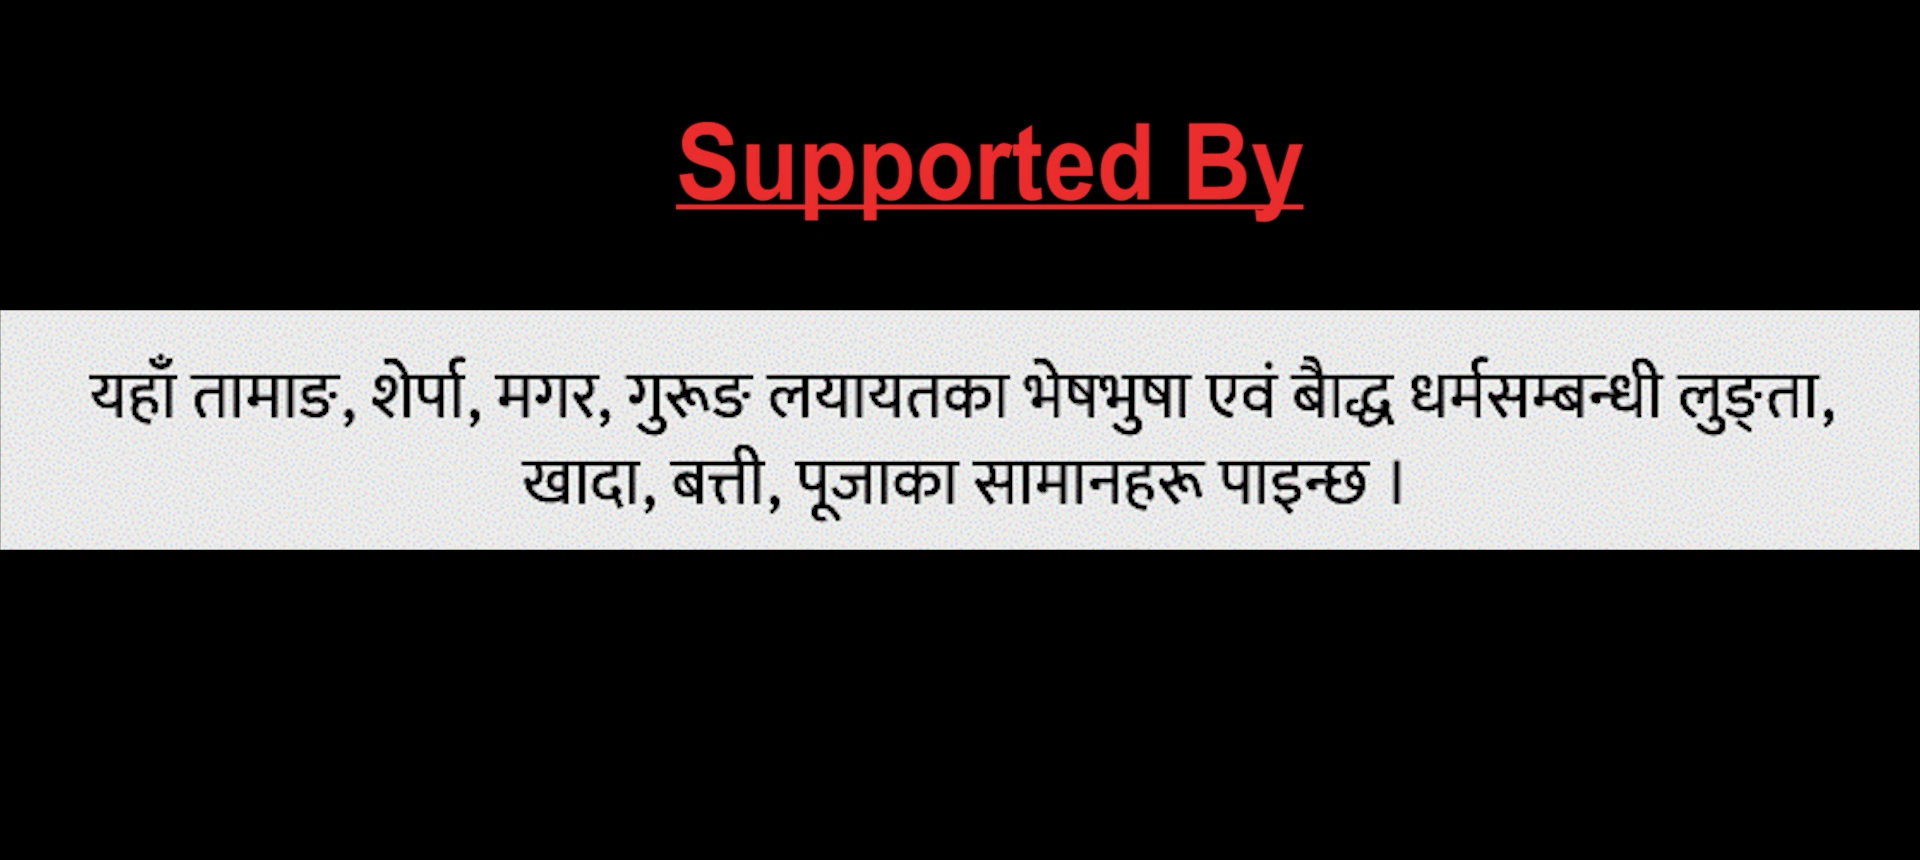 Supported By
यहाँ तामाङ, शेर्पा, मगर, गुरूङ लयायतका भेषभुषा एवं बैाद्ध धर्मसम्बन्धी लुङ्ता,
खादा, बत्ती, पूजाका सामानहरू पाइन्छ ।